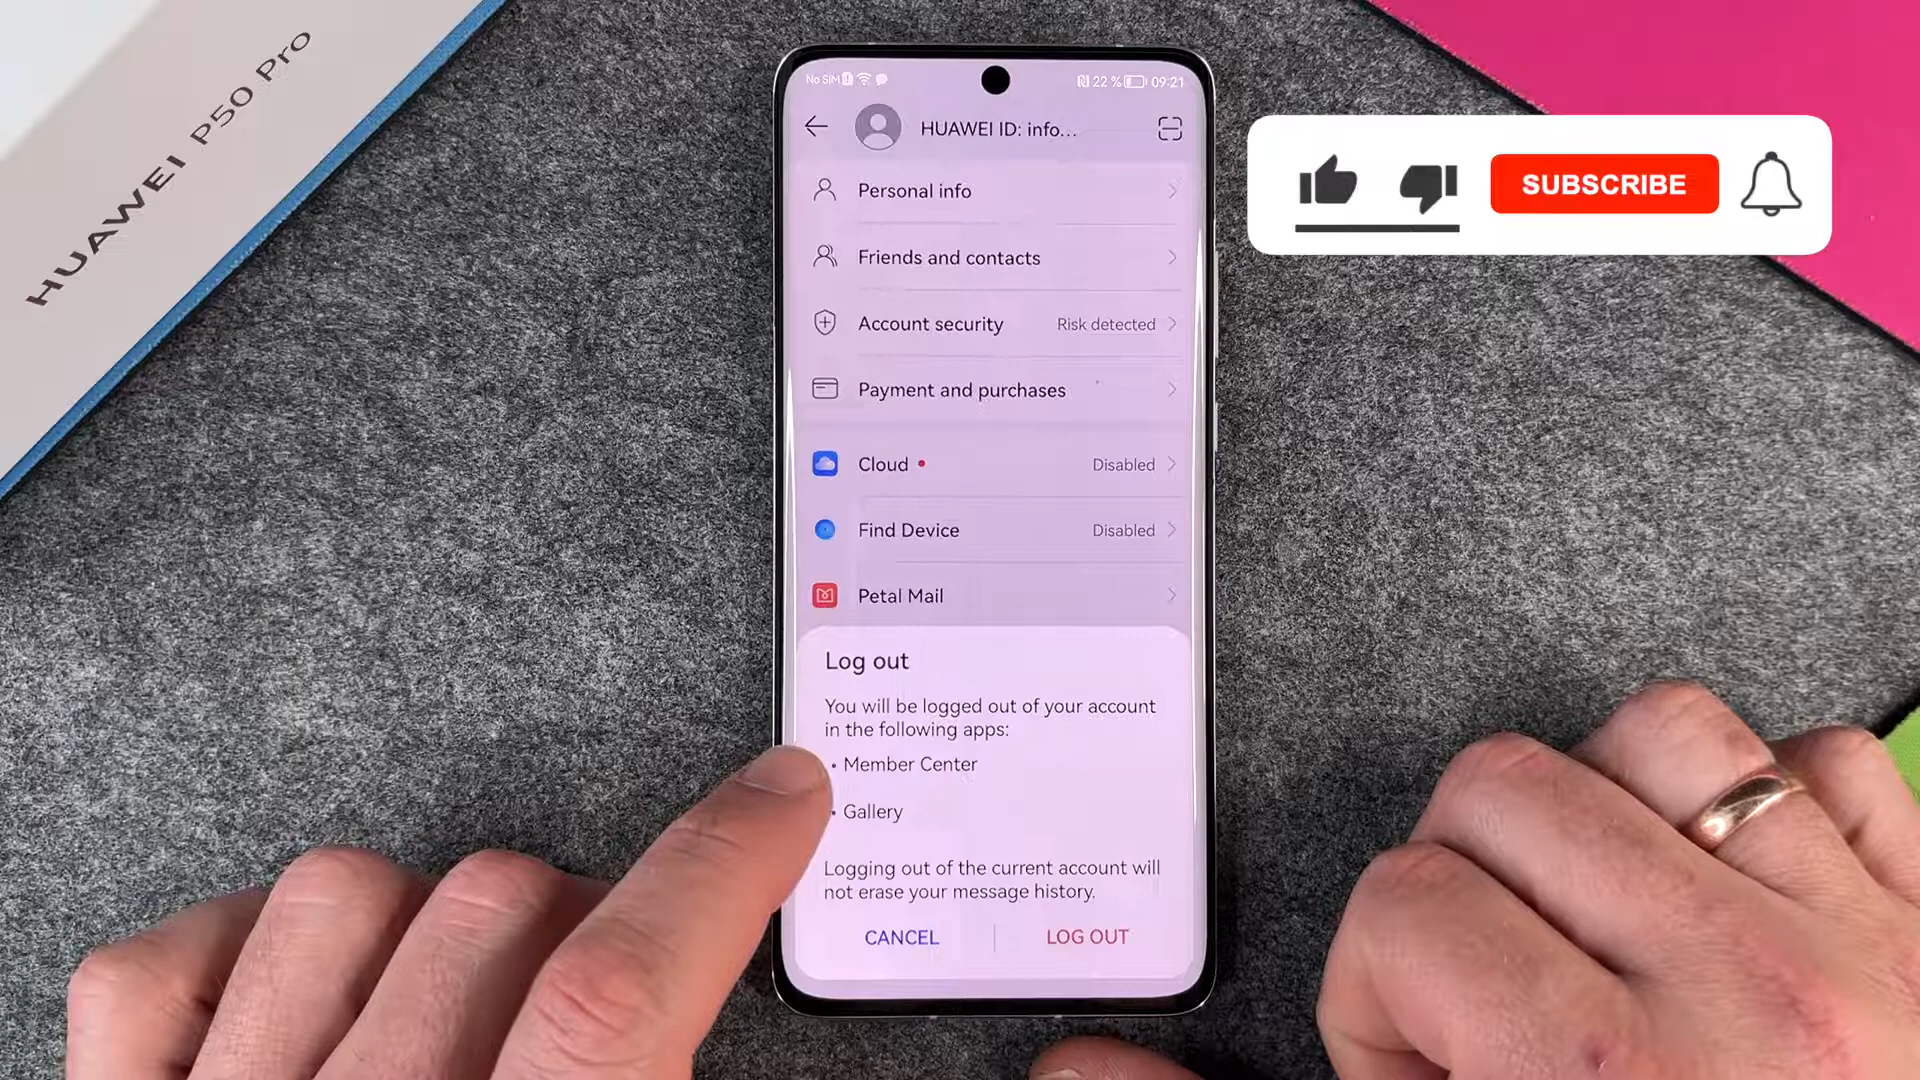 HUAWEI P50 Pro
No SIM
22 %
09:21
HUAWEI ID: info...
Personal info
Friends and contacts
Account security
Risk detected
Payment and purchases
Cloud
Disabled
Find Device
Disabled
Petal Mail
Log out
You will be logged out of your account
in the following apps:
• Member Center
• Gallery
Logging out of the current account will
not erase your message history.
CANCEL
LOG OUT
SUBSCRIBE